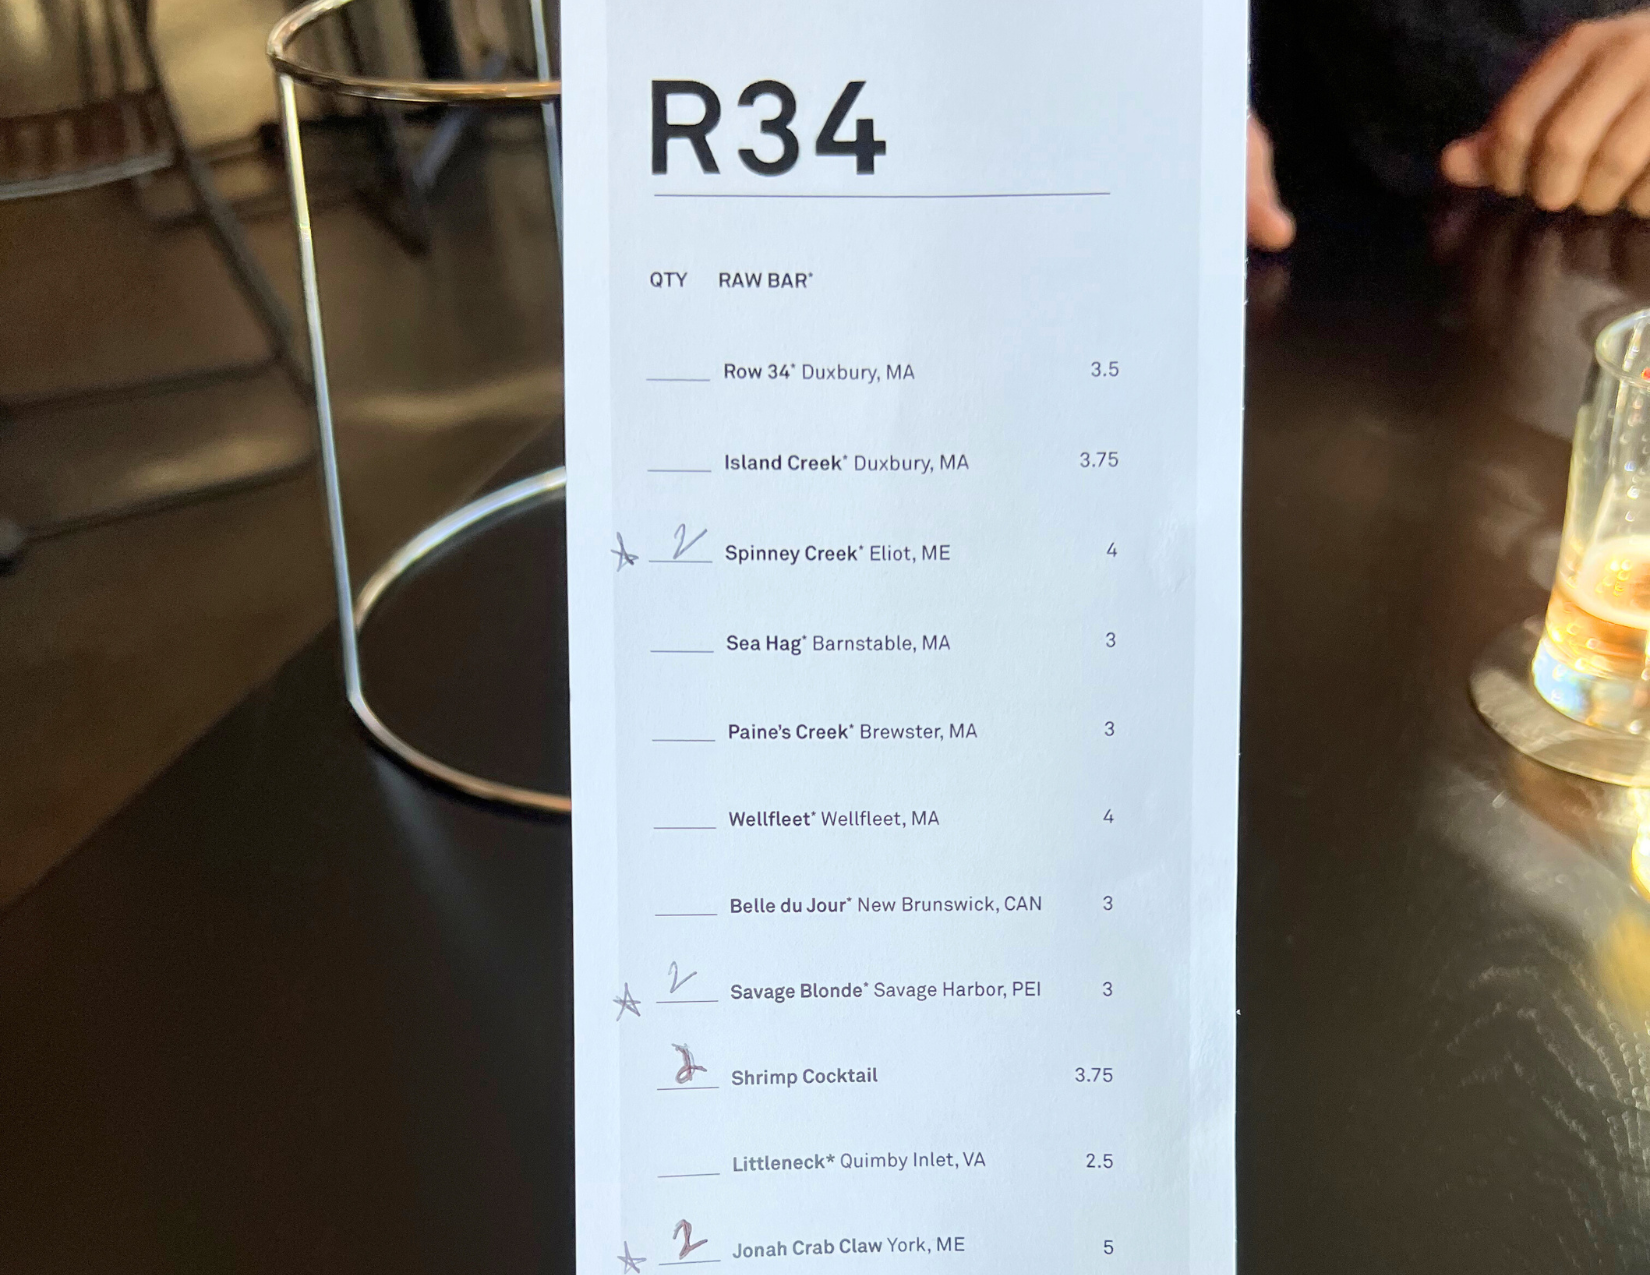 R34
QTY RAW BAR*
Row 34* Duxbury, MA 3.5
Island Creek* Duxbury, MA 3.75
2 Spinney Creek* Eliot, ME 4
Sea Hag* Barnstable, MA 3
Paine's Creek* Brewster, MA 3
Wellfleet* Wellfleet, MA 4
Belle du Jour* New Brunswick, CAN 3
2 Savage Blonde* Savage Harbor, PEI 3
2 Shrimp Cocktail 3.75
Littleneck* Quimby Inlet, VA 2.5
2 Jonah Crab Claw York, ME 5